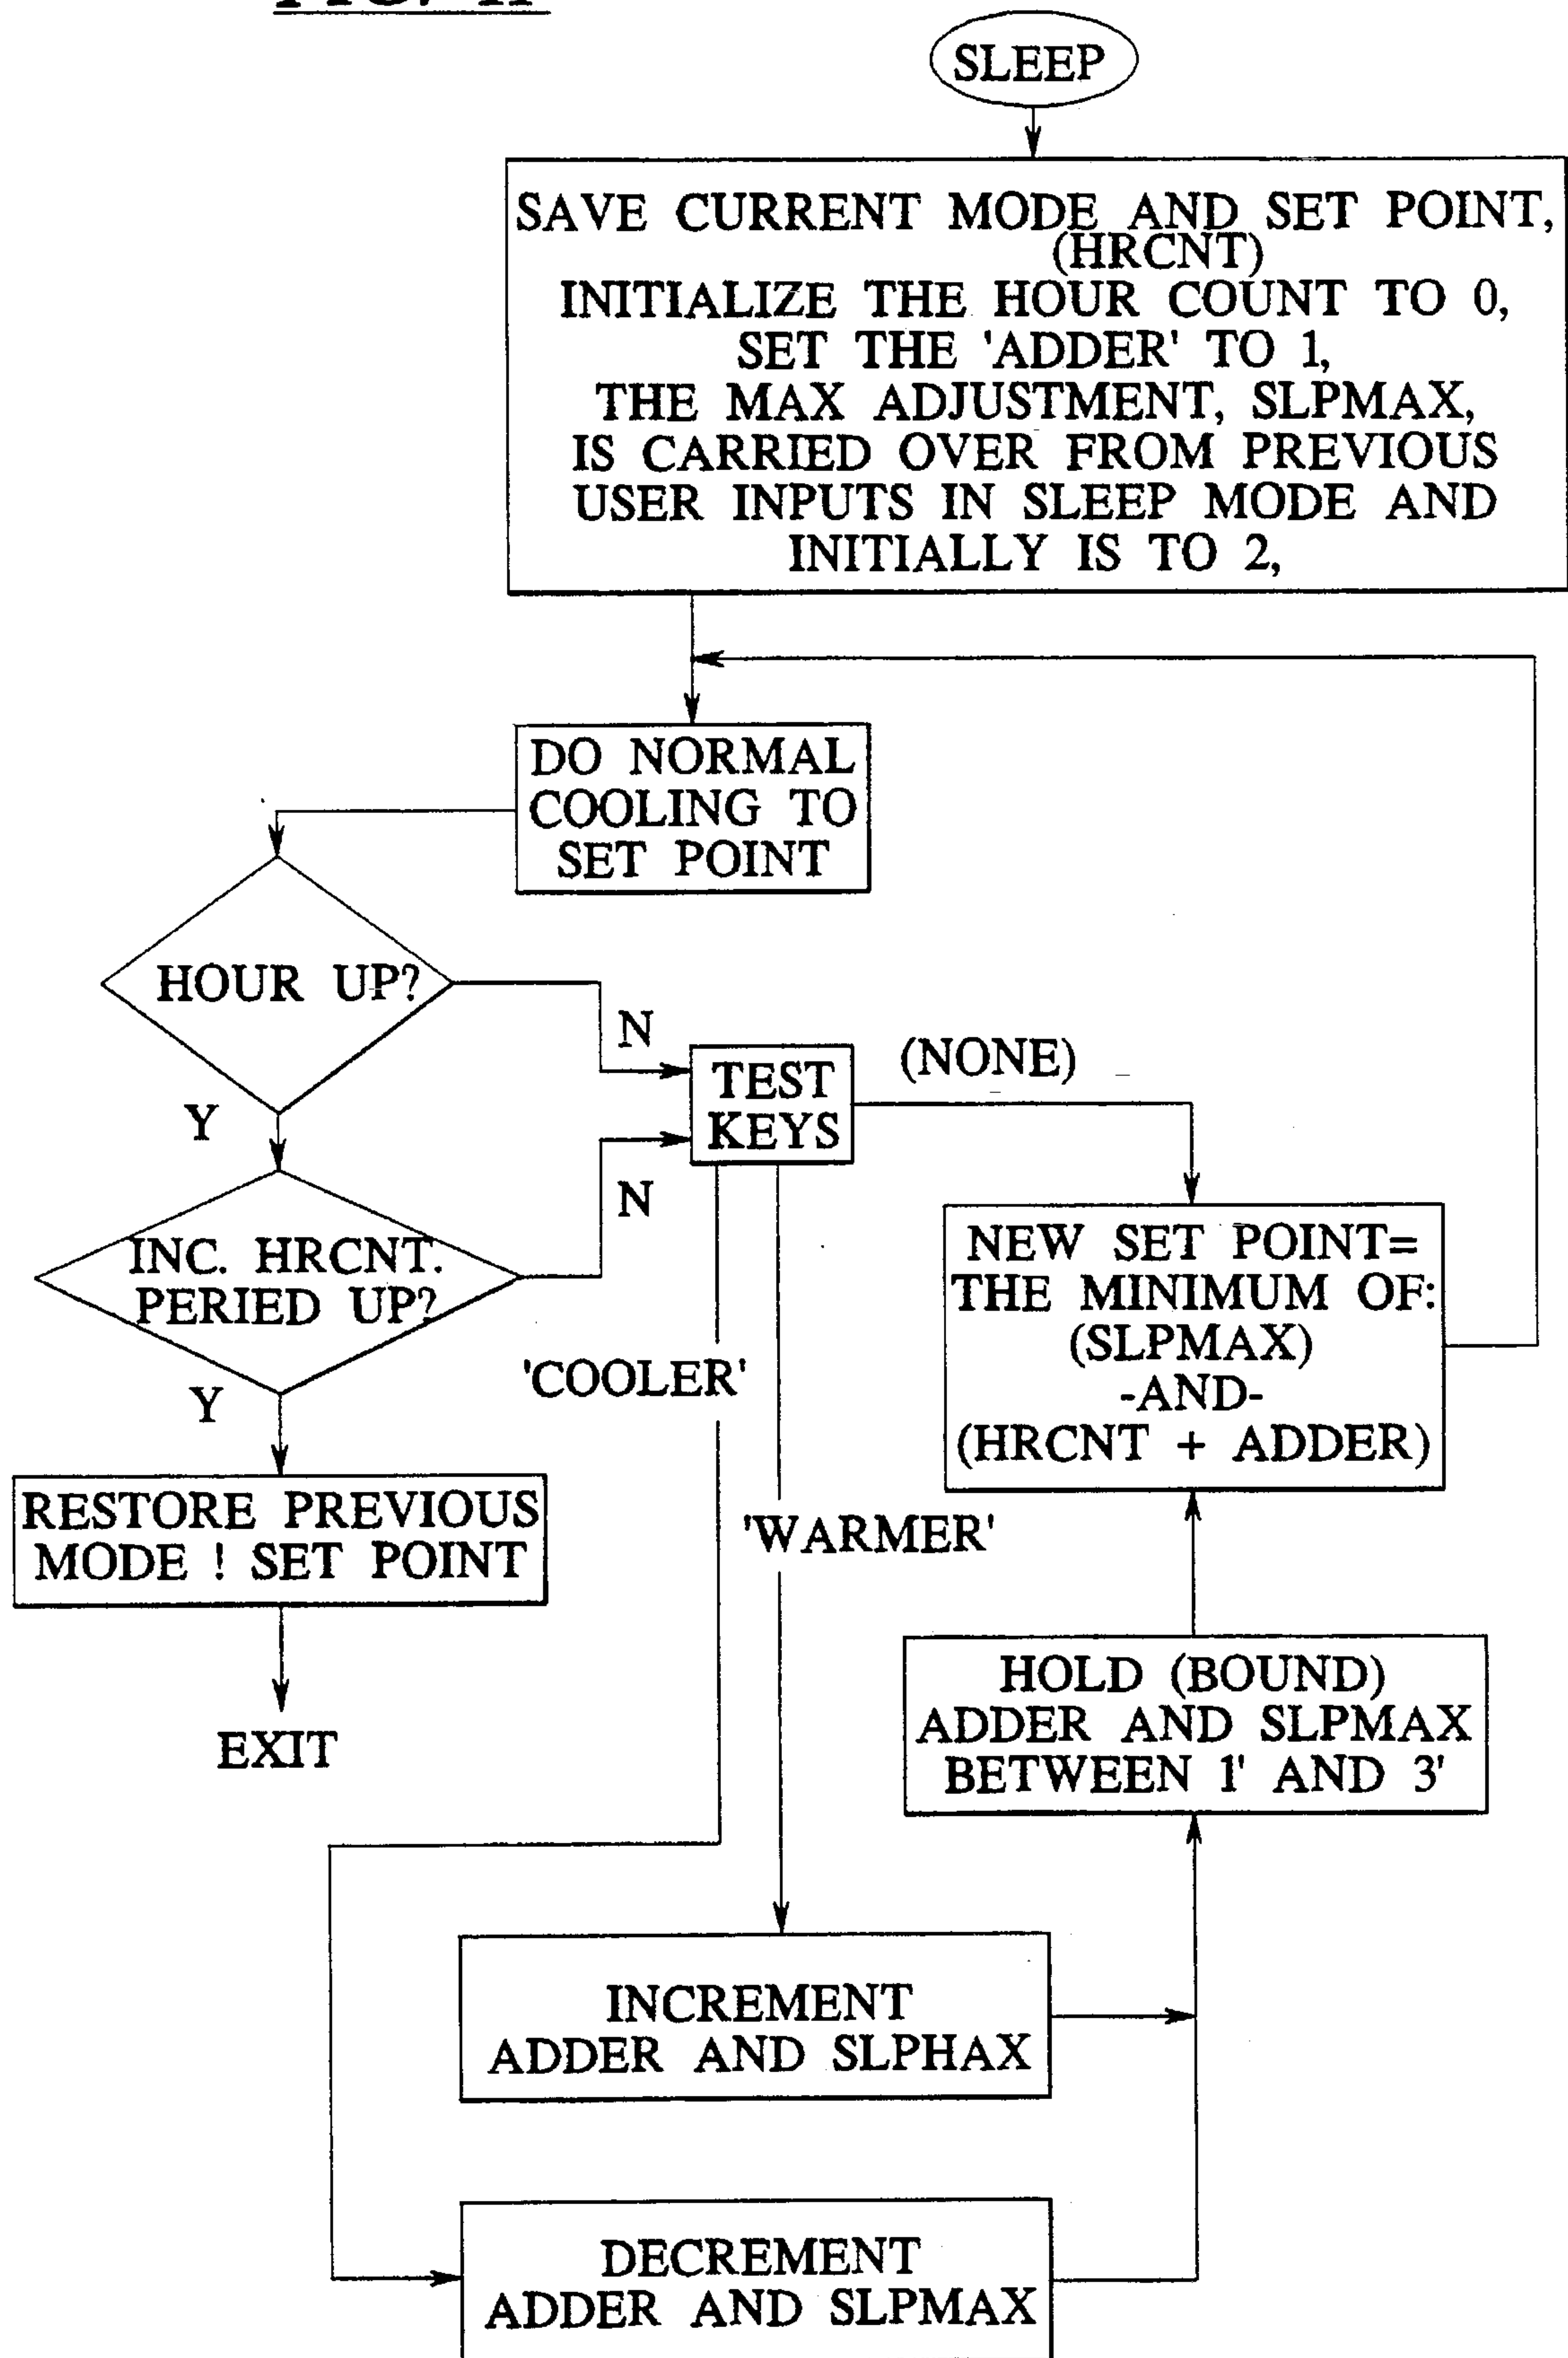 SLEEP
SAVE CURRENT MODE AND SET POINT,
(HRCNT)
INITIALIZE THE HOUR COUNT TO 0,
SET THE 'ADDER' TO 1,
THE MAX ADJUSTMENT, SLPMAX,
IS CARRIED OVER FROM PREVIOUS
USER INPUTS IN SLEEP MODE AND
INITIALLY IS TO 2,
DO NORMAL
COOLING TO
SET POINT
HOUR UP?
N
Y
TEST
KEYS
(NONE)
INC. HRCNT.
PERIED UP?
N
Y
'COOLER'
'WARMER'
NEW SET POINT=
THE MINIMUM OF:
(SLPMAX)
-AND-
(HRCNT + ADDER)
RESTORE PREVIOUS
MODE ! SET POINT
EXIT
HOLD (BOUND)
ADDER AND SLPMAX
BETWEEN 1' AND 3'
INCREMENT
ADDER AND SLPHAX
DECREMENT
ADDER AND SLPMAX